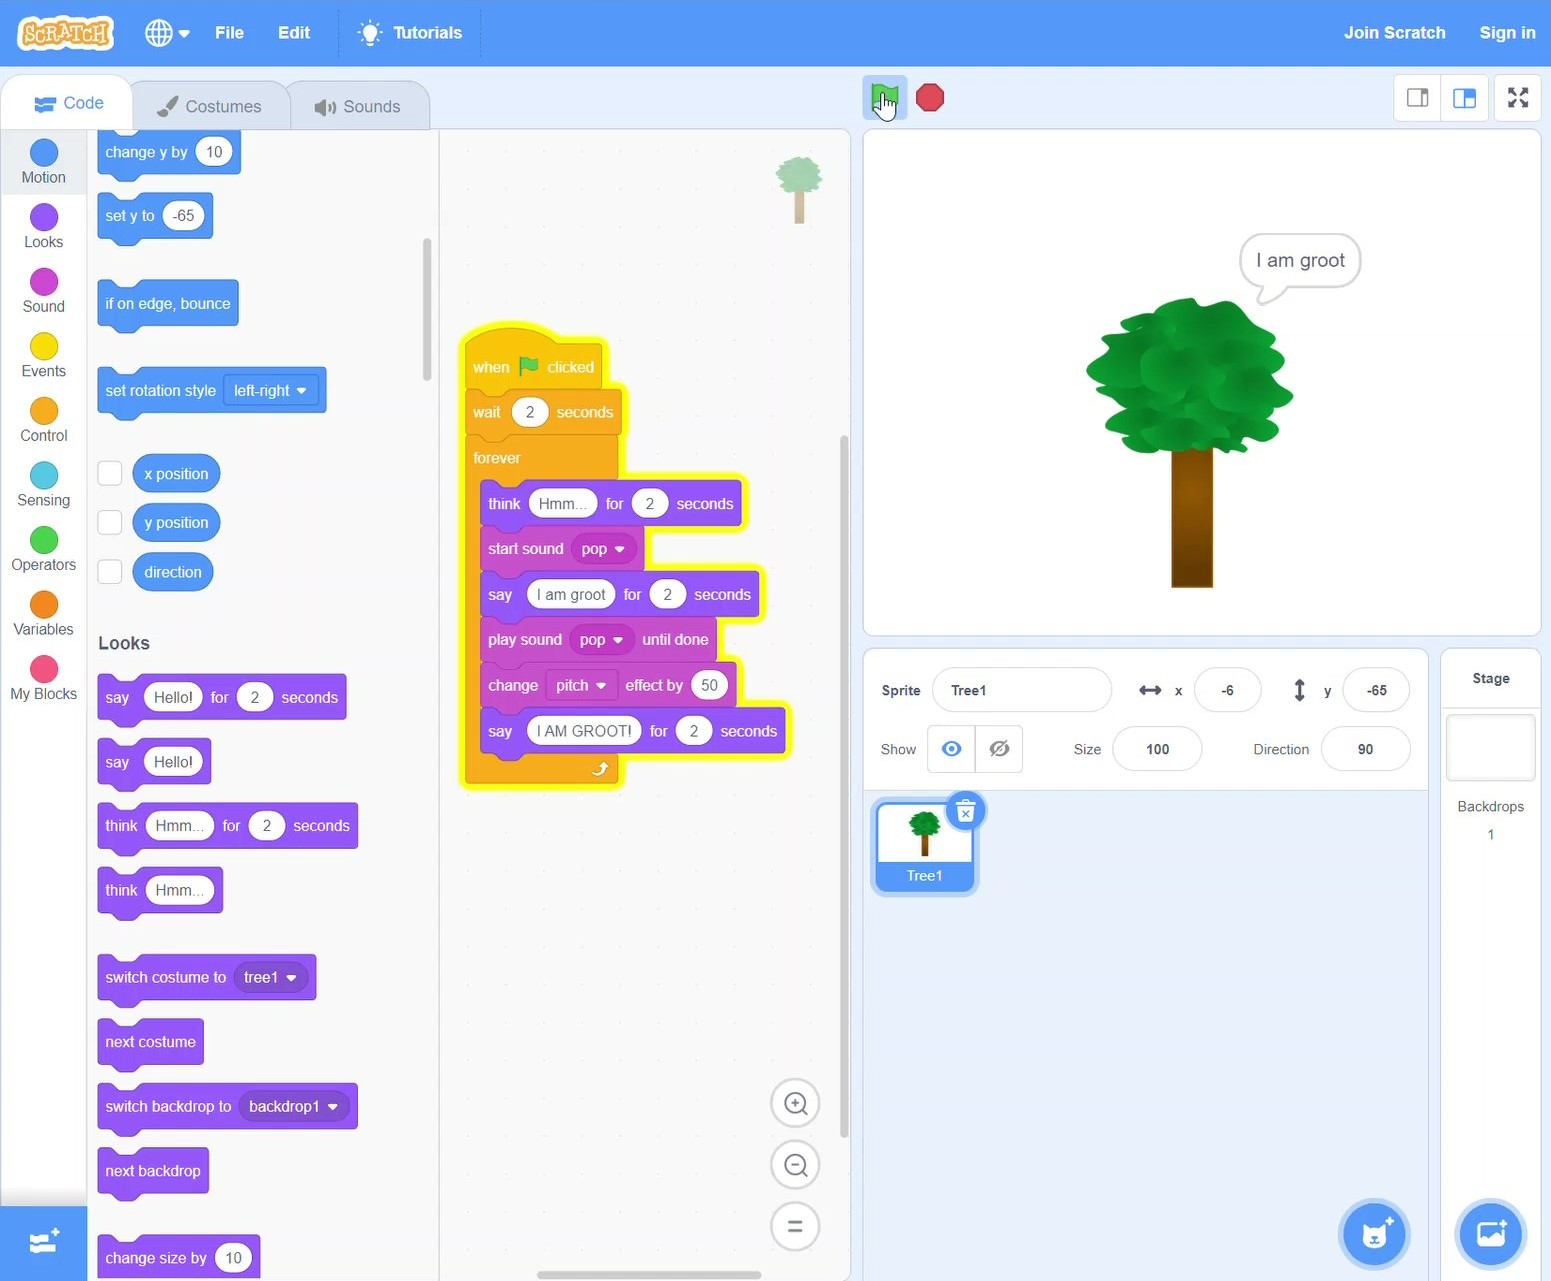 SCRATCH
File
Edit
Tutorials
Join Scratch
Sign in
Code
Costumes
Sounds
Motion
Looks
Sound
Events
Control
Sensing
Operators
Variables
My Blocks
change y by 10
set y to -65
if on edge, bounce
set rotation style left-right
x position
y position
direction
Looks
say Hello! for 2 seconds
say Hello!
think Hmm... for 2 seconds
think Hmm...
switch costume to tree1
next costume
switch backdrop to backdrop1
next backdrop
change size by 10
when clicked
wait 2 seconds
forever
think Hmm... for 2 seconds
start sound pop
say I am groot for 2 seconds
play sound pop until done
change pitch effect by 50
say I AM GROOT! for 2 seconds
I am groot
Sprite Tree1 x -6 y -65
Show Size 100 Direction 90
Tree1
Stage
Backdrops
1